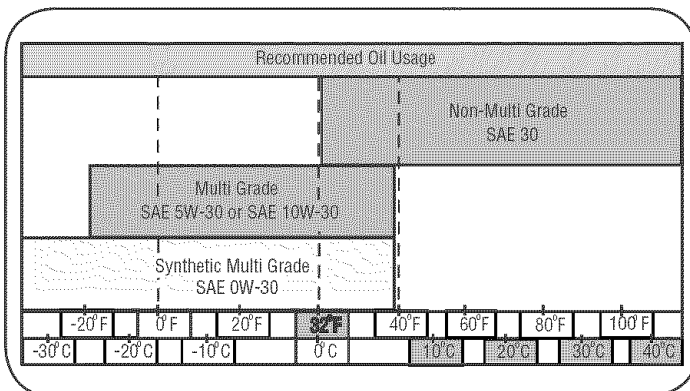 Recommended Oil Usage
Non-Multi Grade
SAE 30
Multi Grade
SAE 5W-30 or SAE 10W-30
Synthetic Multi Grade
SAE 0W-30
-20°F 0°F 20°F 32°F 40°F 60°F 80°F 100°F
-30°C -20°C -10°C 0°C 10°C 20°C 30°C 40°C